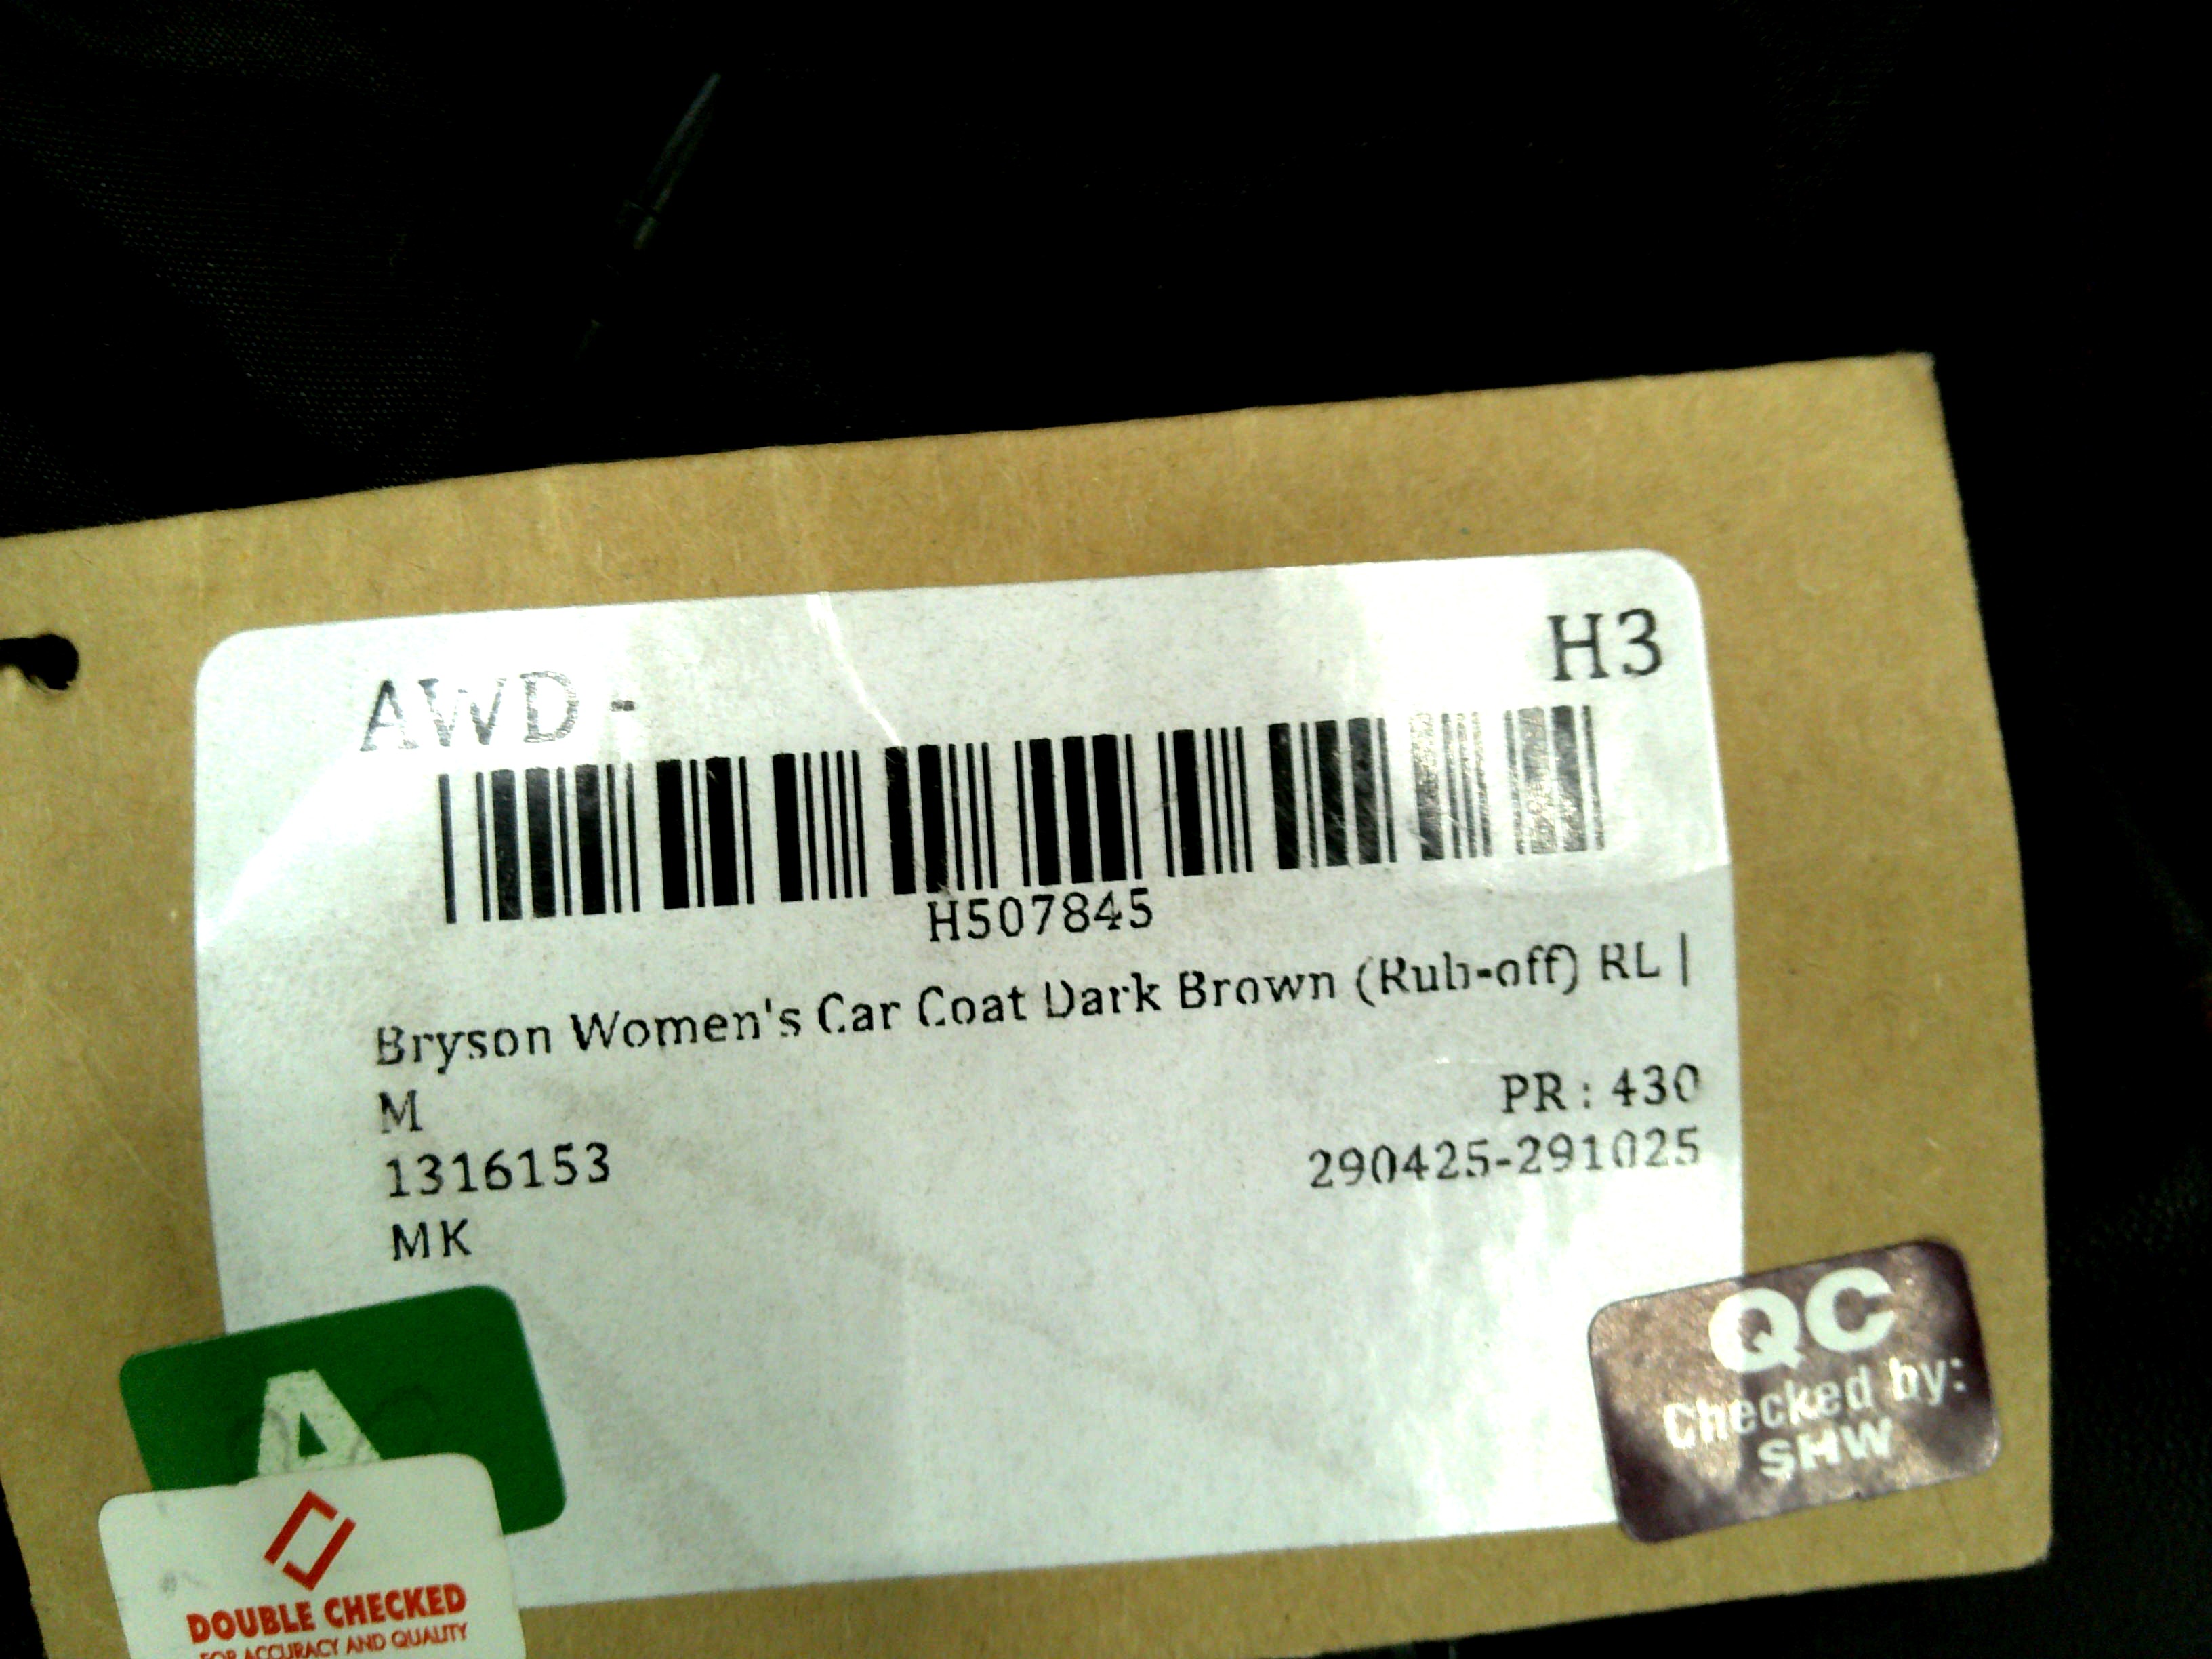 AWD -
H3
H507845
Bryson Women's Car Coat Dark Brown (Rub-off) RL |
M
PR : 430
1316153
290425-291025
MK
A
QC
Checked by:
SHW
DOUBLE CHECKED
FOR ACCURACY AND QUALITY